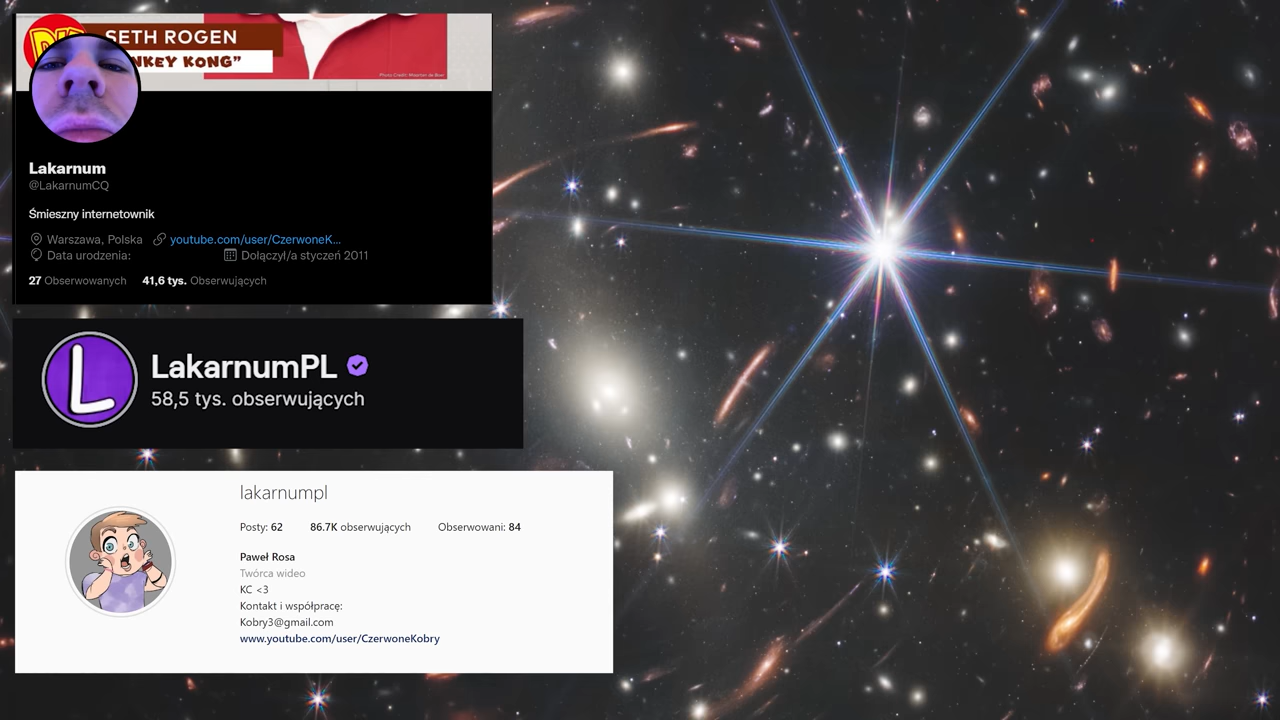 SETH ROGEN
NKEY KONG”
Photo Credit: Maarten de Boer
Lakarnum
@LakarnumCQ
Śmieszny internetownik
Warszawa, Polska youtube.com/user/CzerwoneK...
Data urodzenia: Dołączył/a styczeń 2011
27 Obserwowanych 41,6 tys. Obserwujących
L
LakarnumPL
58,5 tys. obserwujących
lakarnumpl
Posty: 62 86.7K obserwujących Obserwowani: 84
Paweł Rosa
Twórca wideo
KC <3
Kontakt i współpracę:
Kobry3@gmail.com
www.youtube.com/user/CzerwoneKobry